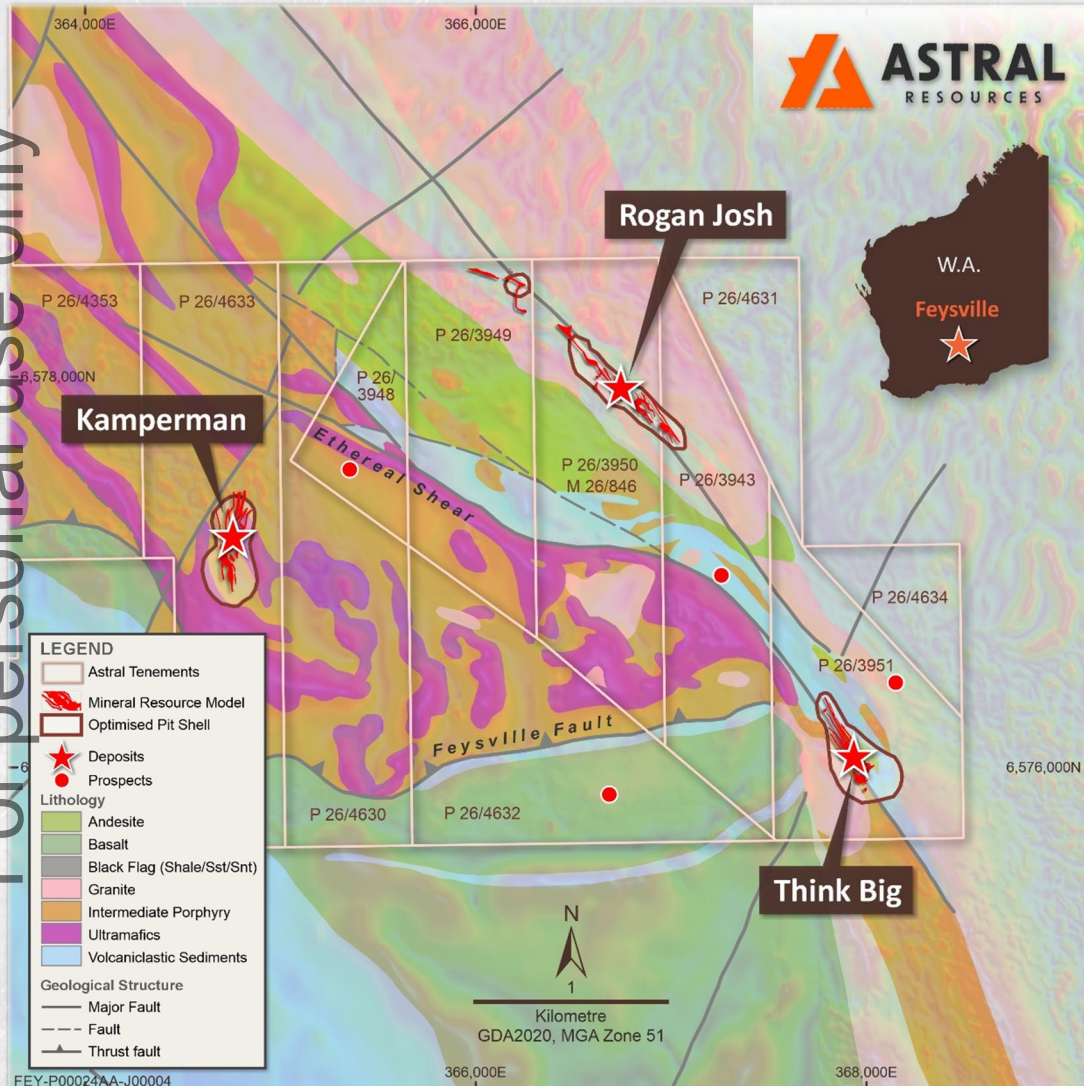 364,000E
366,000E
ASTRAL
RESOURCES
For personal use only
Rogan Josh
W.A.
Feysville
P 26/4353
P 26/4633
P 26/3949
P 26/4631
6,578,000N
P 26/
3948
Kamperman
Ethereal Shear
P 26/3950
M 26/846
P 26/3943
P 26/4634
P 26/3951
Feysville Fault
6,576,000N
P 26/4630
P 26/4632
Think Big
LEGEND
Astral Tenements
Mineral Resource Model
Optimised Pit Shell
Deposits
Prospects
Lithology
Andesite
Basalt
Black Flag (Shale/Sst/Snt)
Granite
Intermediate Porphyry
Ultramafics
Volcaniclastic Sediments
Geological Structure
Major Fault
Fault
Thrust fault
N
1
Kilometre
GDA2020, MGA Zone 51
FEY-P00024AA-J00004
366,000E
368,000E